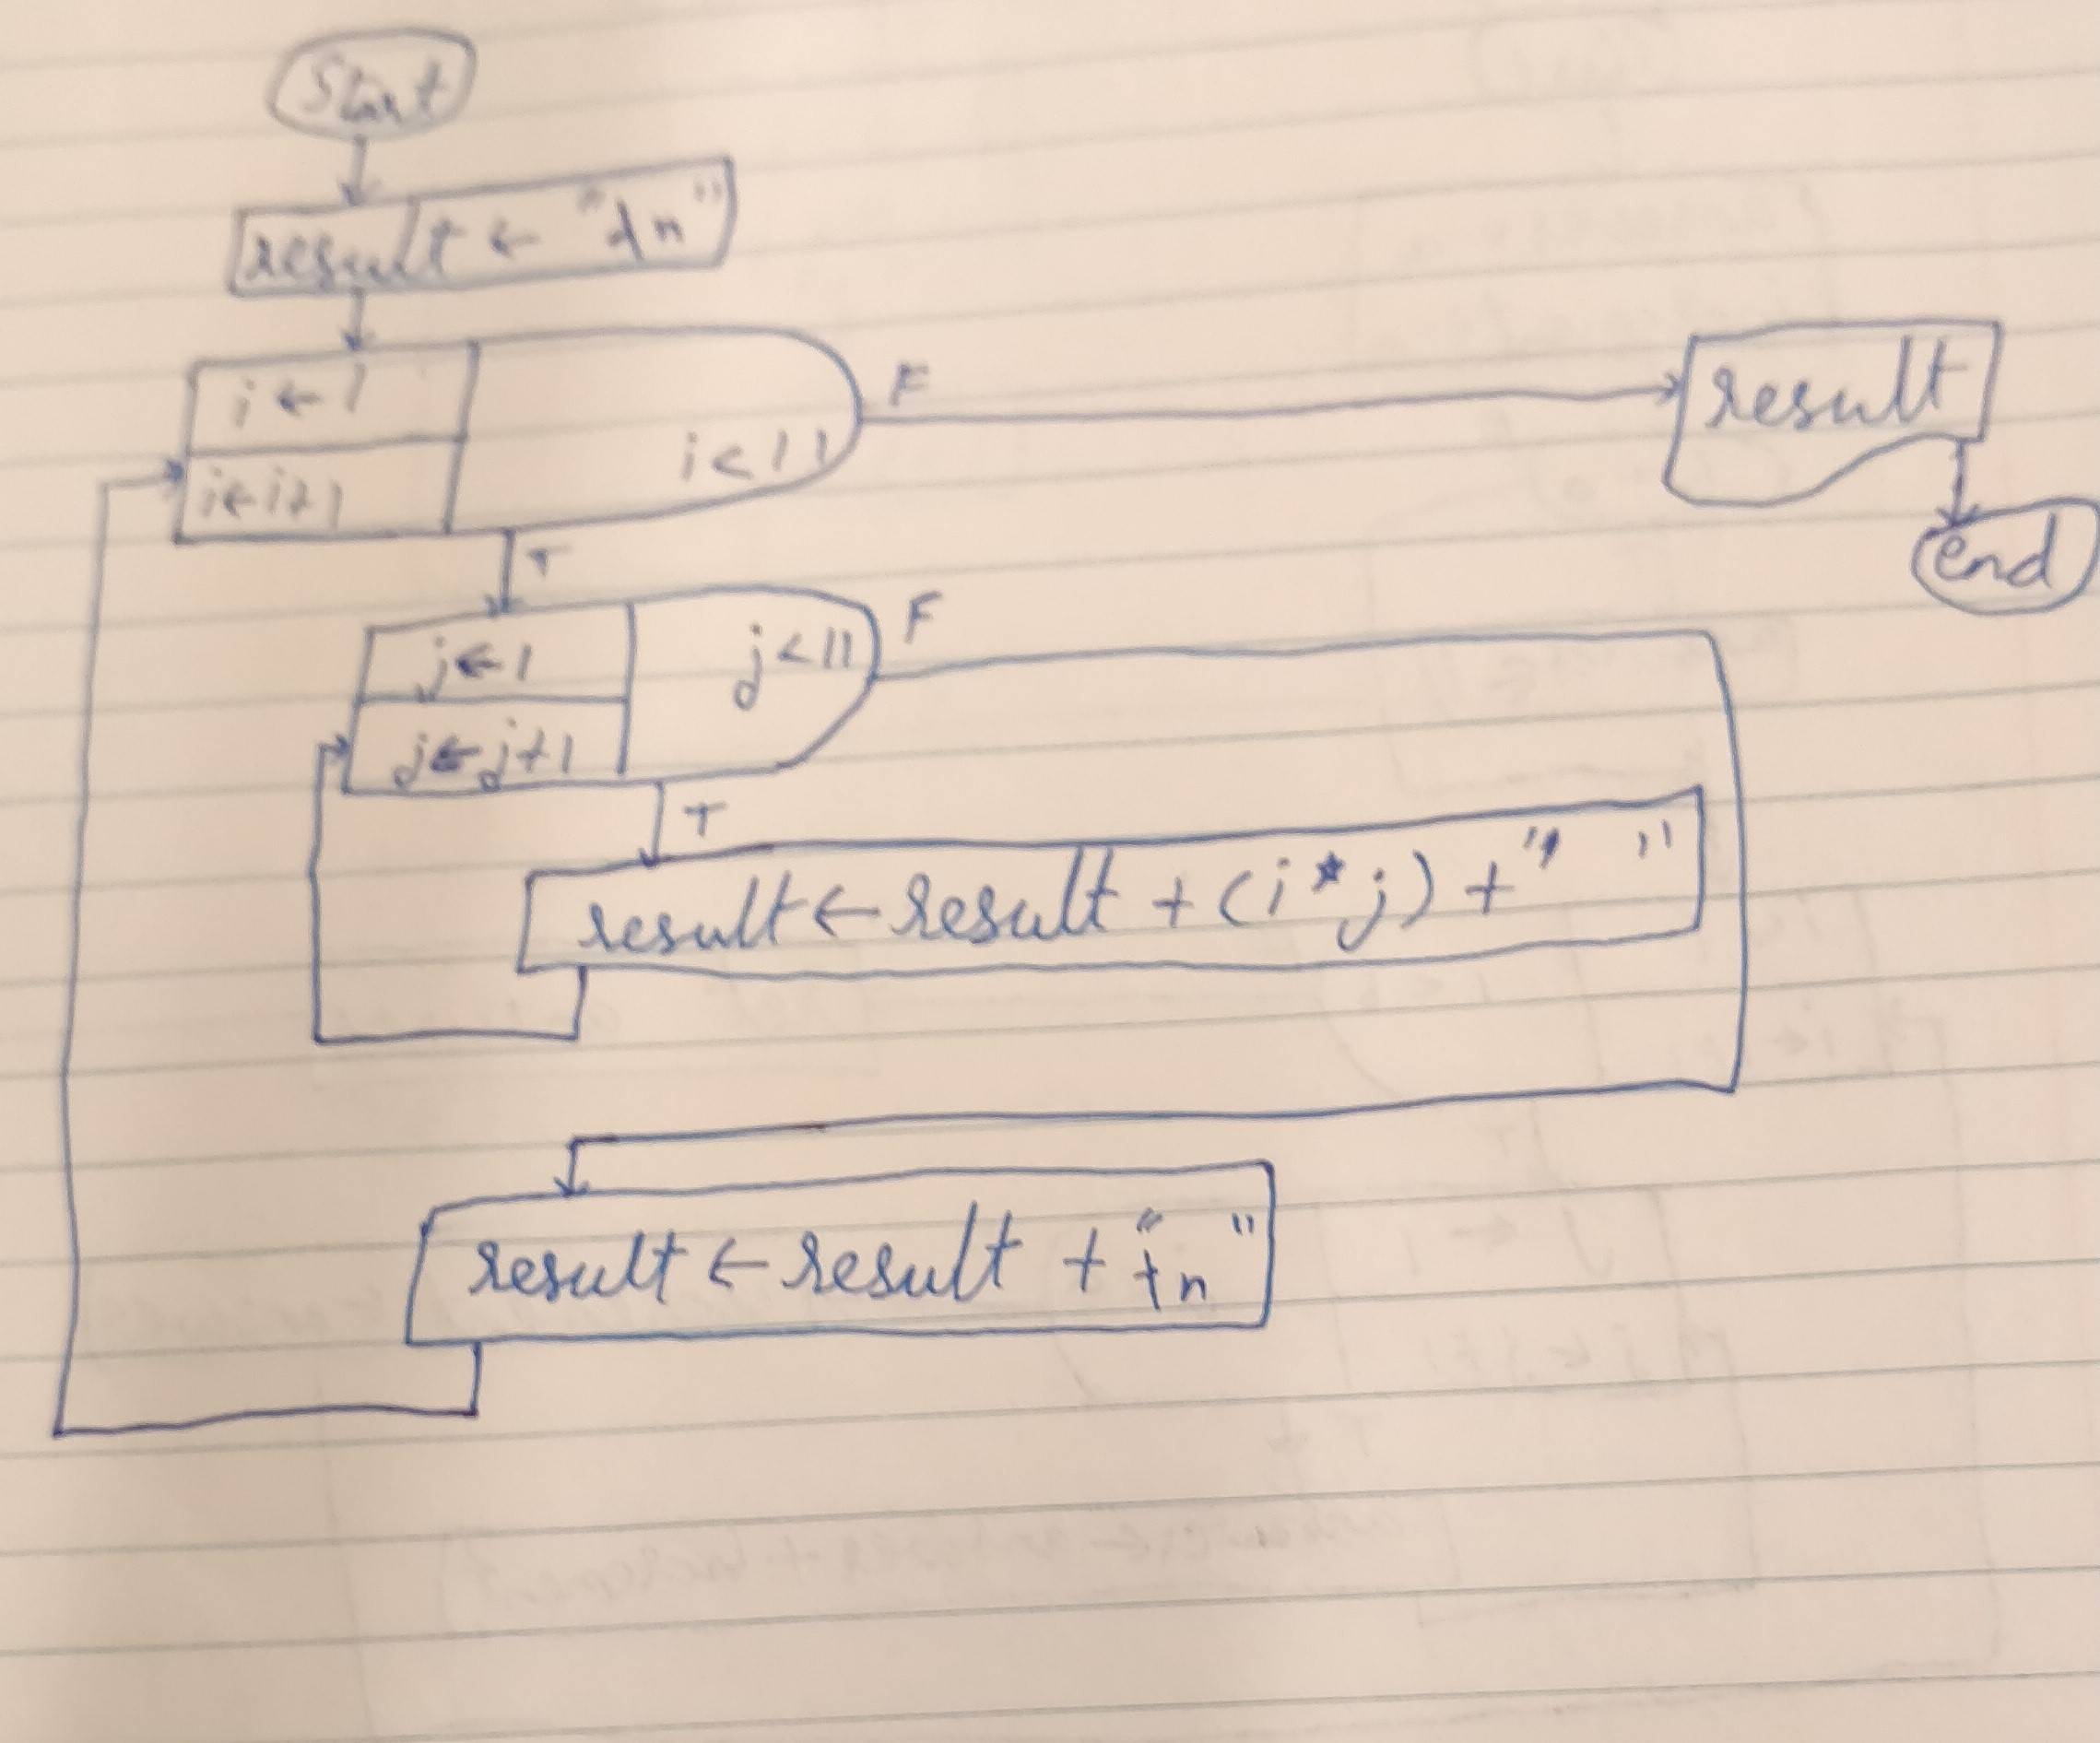 Start
result ← "\n"
i ← 1
i ← i+1
i < 11
F
result
end
T
j ← 1
j ← j+1
j < 11
F
T
result ← result + (i * j) + " "
result ← result + "\n"